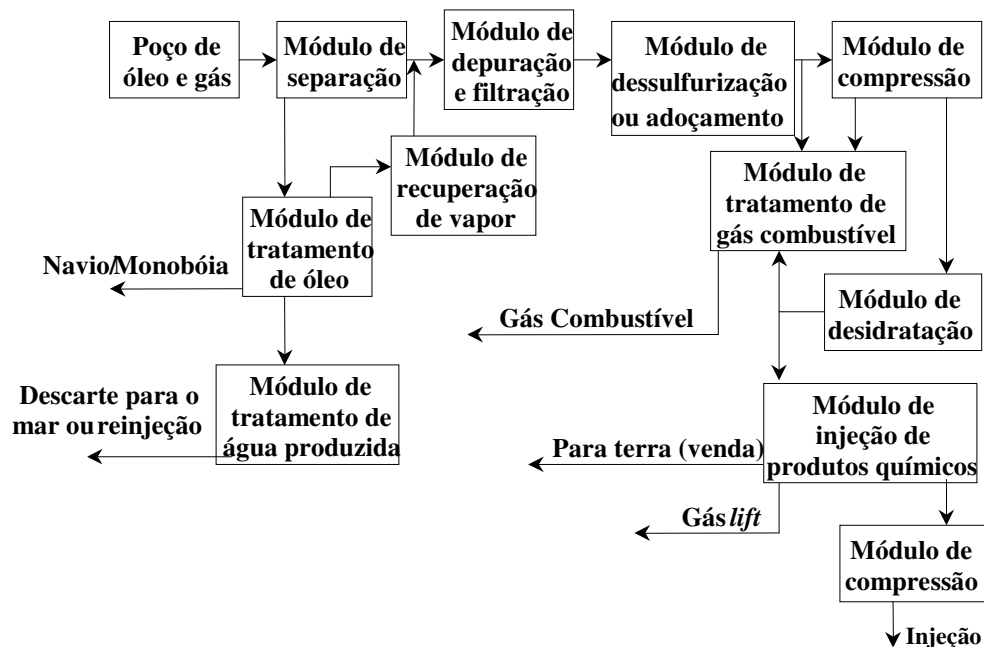 Poço de
óleo e gás
Módulo de
separação
Módulo de
depuração
e filtração
Módulo de
dessulfurização
ou adoçamento
Módulo de
compressão
Módulo de
recuperação
de vapor
Módulo de
tratamento de
gás combustível
Módulo de
tratamento
de óleo
Navio/Monobóia
Gás Combustível
Módulo de
desidratação
Descarte para o
mar ou reinjeção
Módulo de
tratamento de
água produzida
Módulo de
injeção de
produtos químicos
Para terra (venda)
Gás lift
Módulo de
compressão
Injeção